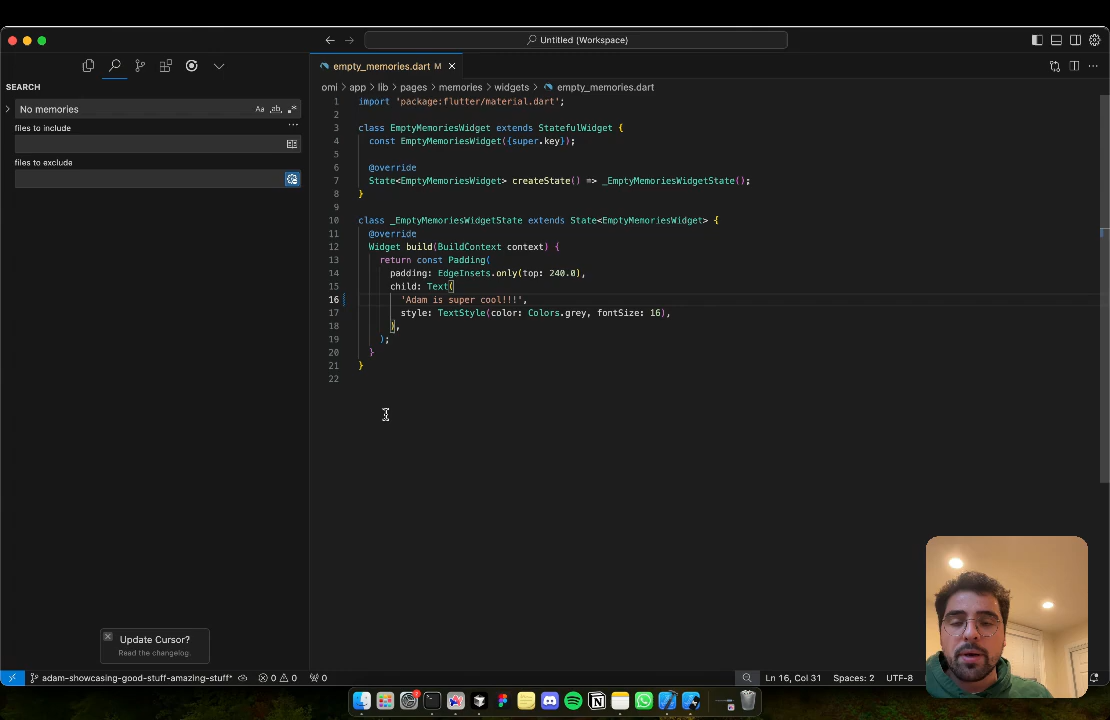 Untitled (Workspace)
empty_memories.dart M
SEARCH
omi app lib pages memories widgets empty_memories.dart
No memories
Aa ab .*
files to include
files to exclude
1 import 'package:flutter/material.dart';
2
3 class EmptyMemoriesWidget extends StatefulWidget {
4 const EmptyMemoriesWidget({super.key});
5
6 @override
7 State<EmptyMemoriesWidget> createState() => _EmptyMemoriesWidgetState();
8 }
9
10 class _EmptyMemoriesWidgetState extends State<EmptyMemoriesWidget> {
11 @override
12 Widget build(BuildContext context) {
13 return const Padding(
14 padding: EdgeInsets.only(top: 240.0),
15 child: Text(
16 'Adam is super cool!!!',
17 style: TextStyle(color: Colors.grey, fontSize: 16),
18 ),
19 );
20 }
21 }
22
Update Cursor?
Read the changelog.
adam-showcasing-good-stuff-amazing-stuff* 0 0 0
Ln 16, Col 31 Spaces: 2 UTF-8